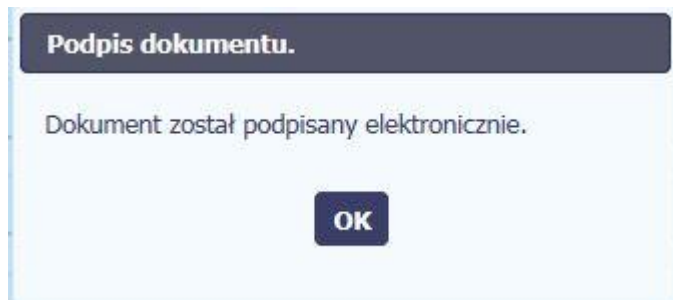 Podpis dokumentu.
Dokument został podpisany elektronicznie.
OK